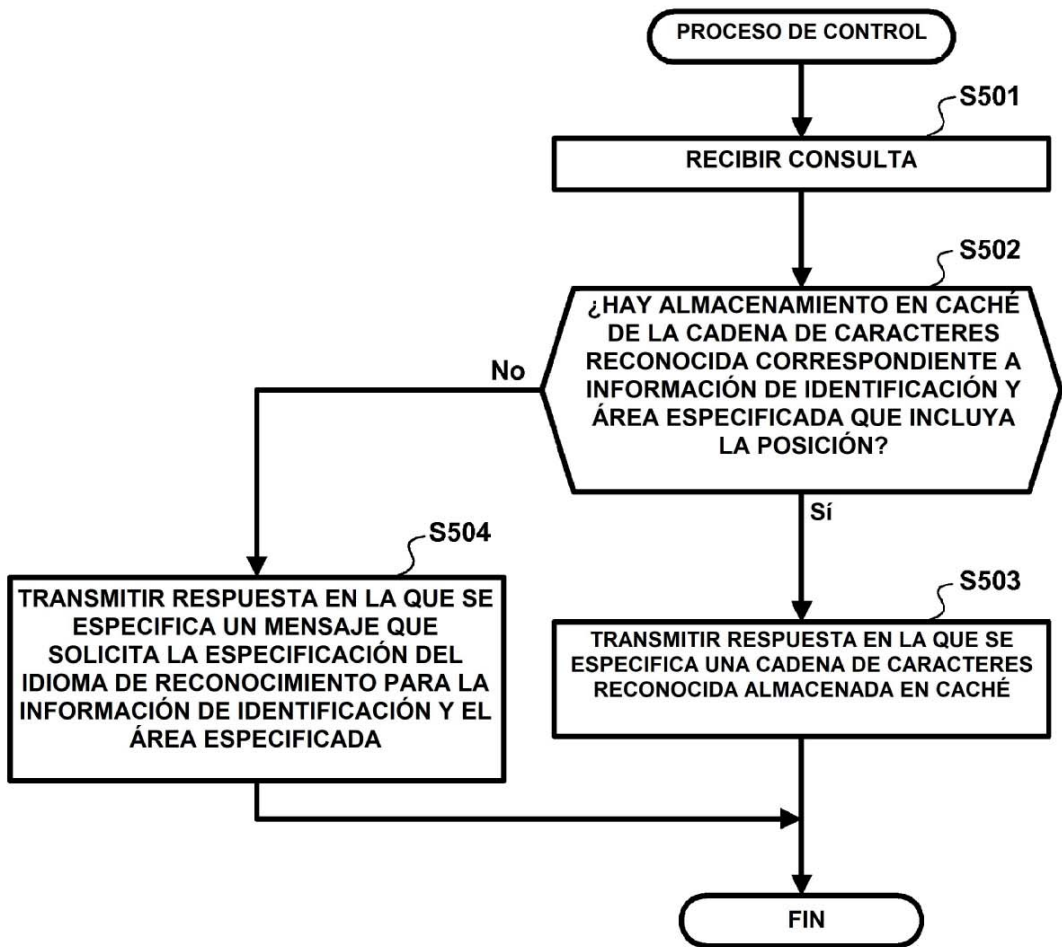 PROCESO DE CONTROL
S501
RECIBIR CONSULTA
S502
¿HAY ALMACENAMIENTO EN CACHÉ
DE LA CADENA DE CARACTERES
RECONOCIDA CORRESPONDIENTE A
INFORMACIÓN DE IDENTIFICACIÓN Y
ÁREA ESPECIFICADA QUE INCLUYA
LA POSICIÓN?
No
Sí
S504
TRANSMITIR RESPUESTA EN LA QUE SE
ESPECIFICA UN MENSAJE QUE
SOLICITA LA ESPECIFICACIÓN DEL
IDIOMA DE RECONOCIMIENTO PARA LA
INFORMACIÓN DE IDENTIFICACIÓN Y EL
ÁREA ESPECIFICADA
S503
TRANSMITIR RESPUESTA EN LA QUE SE
ESPECIFICA UNA CADENA DE CARACTERES
RECONOCIDA ALMACENADA EN CACHÉ
FIN